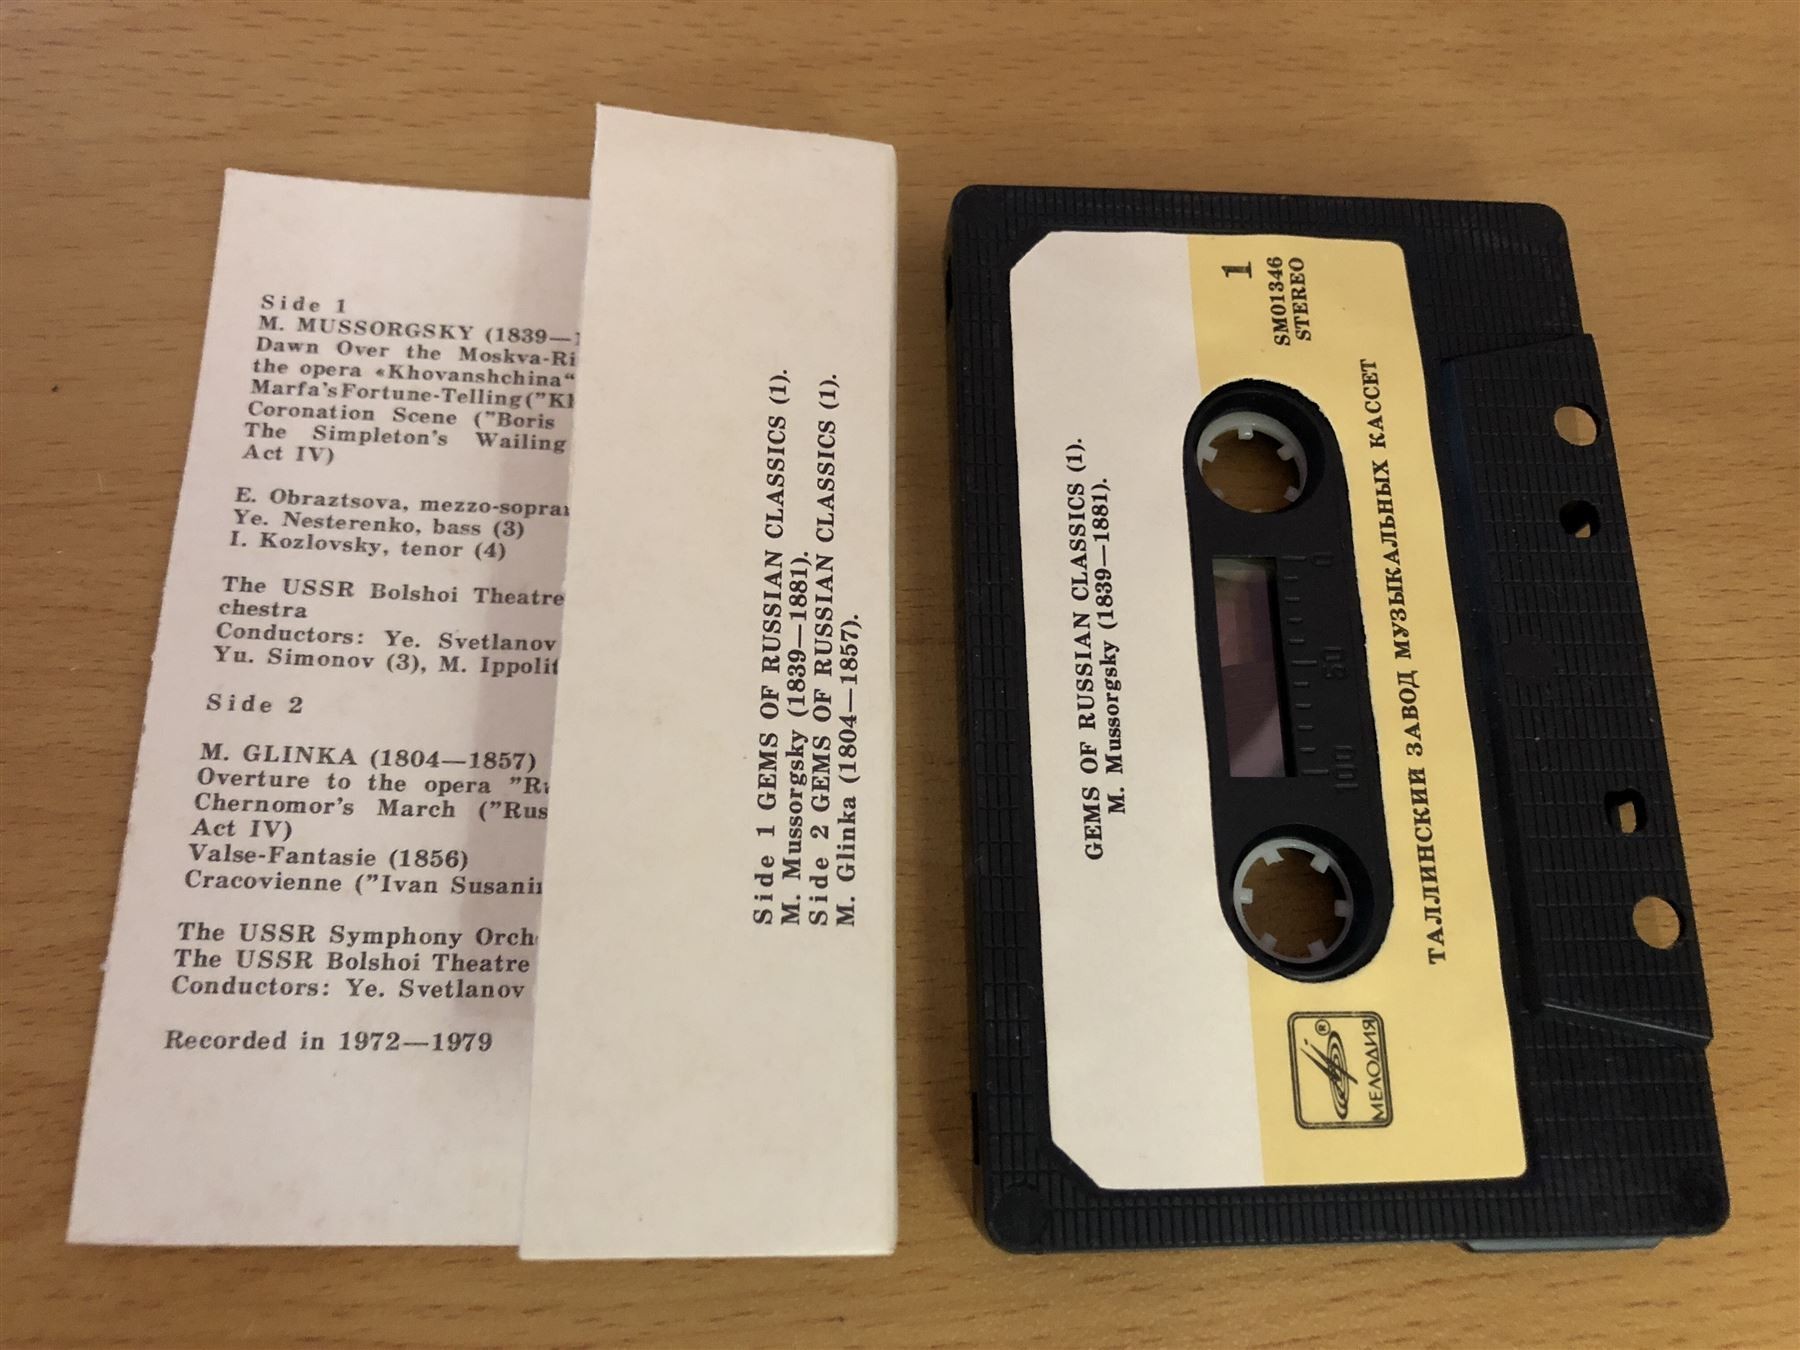 Side 1
M. MUSSORGSKY (1839—
Dawn Over the Moskva-Ri
the opera «Khovanshchina“
Marfa's Fortune-Telling ("Kh
Coronation Scene ("Boris
The Simpleton's Wailing
Act IV)
E. Obraztsova, mezzo-sopra
Ye. Nesterenko, bass (3)
I. Kozlovsky, tenor (4)
The USSR Bolshoi Theatre
chestra
Conductors: Ye. Svetlanov
Yu. Simonov (3), M. Ippolit
Side 2
M. GLINKA (1804—1857)
Overture to the opera "Ru
Chernomor's March ("Rus
Act IV)
Valse-Fantasie (1856)
Cracovienne ("Ivan Susanin
The USSR Symphony Orche
The USSR Bolshoi Theatre
Conductors: Ye. Svetlanov
Recorded in 1972—1979
Side 1 GEMS OF RUSSIAN CLASSICS (1).
M. Mussorgsky (1839—1881).
Side 2 GEMS OF RUSSIAN CLASSICS (1).
M. Glinka (1804—1857).
GEMS OF RUSSIAN CLASSICS (1).
M. Mussorgsky (1839—1881).
1
SM01346
STEREO
0
50
100
ТАЛЛИНСКИЙ ЗАВОД МУЗЫКАЛЬНЫХ КАССЕТ
®
МЕЛОДИЯ